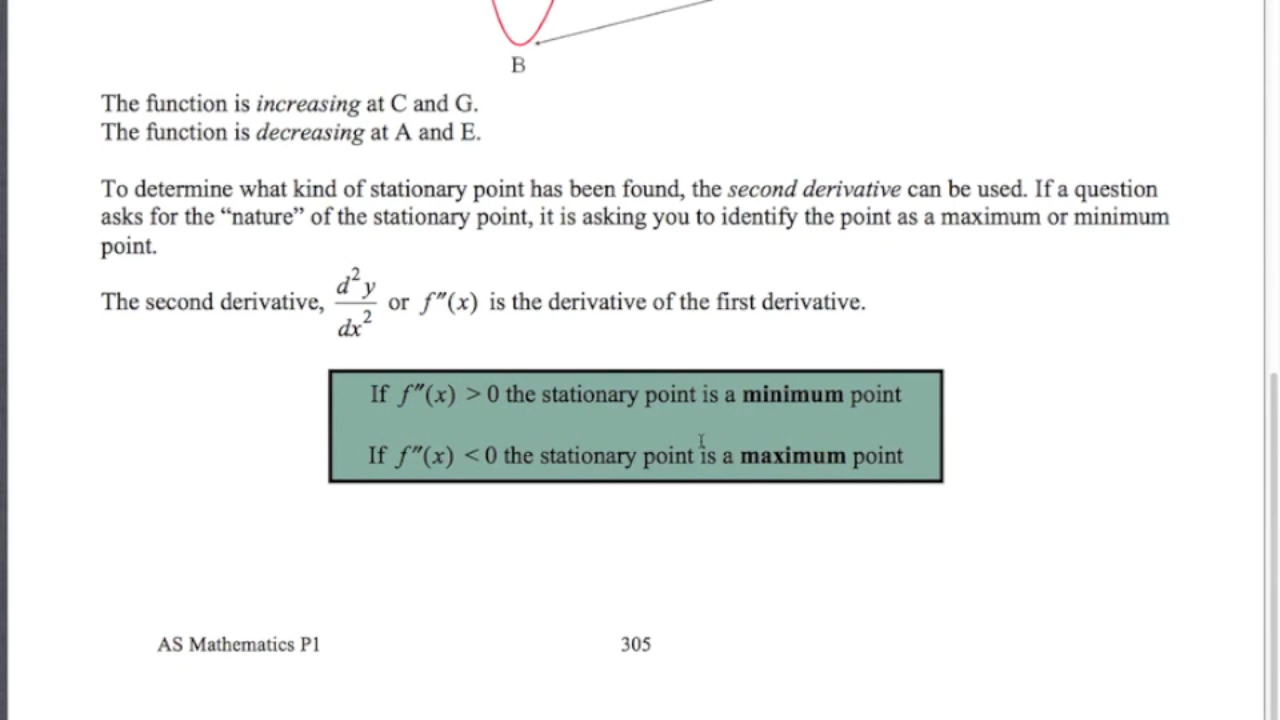 B
The function is increasing at C and G.
The function is decreasing at A and E.
To determine what kind of stationary point has been found, the second derivative can be used. If a question
asks for the “nature” of the stationary point, it is asking you to identify the point as a maximum or minimum
point.
The second derivative, d²y/dx² or f″(x) is the derivative of the first derivative.
If f″(x) > 0 the stationary point is a minimum point
If f″(x) < 0 the stationary point is a maximum point
AS Mathematics P1 305